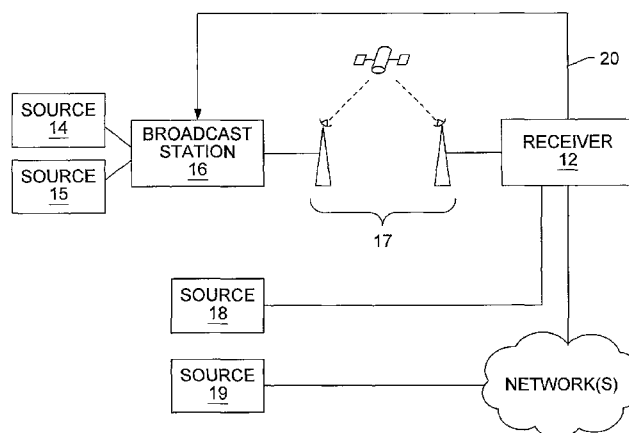 20
SOURCE
14
SOURCE
15
BROADCAST
STATION
16
RECEIVER
12
17
SOURCE
18
SOURCE
19
NETWORK(S)